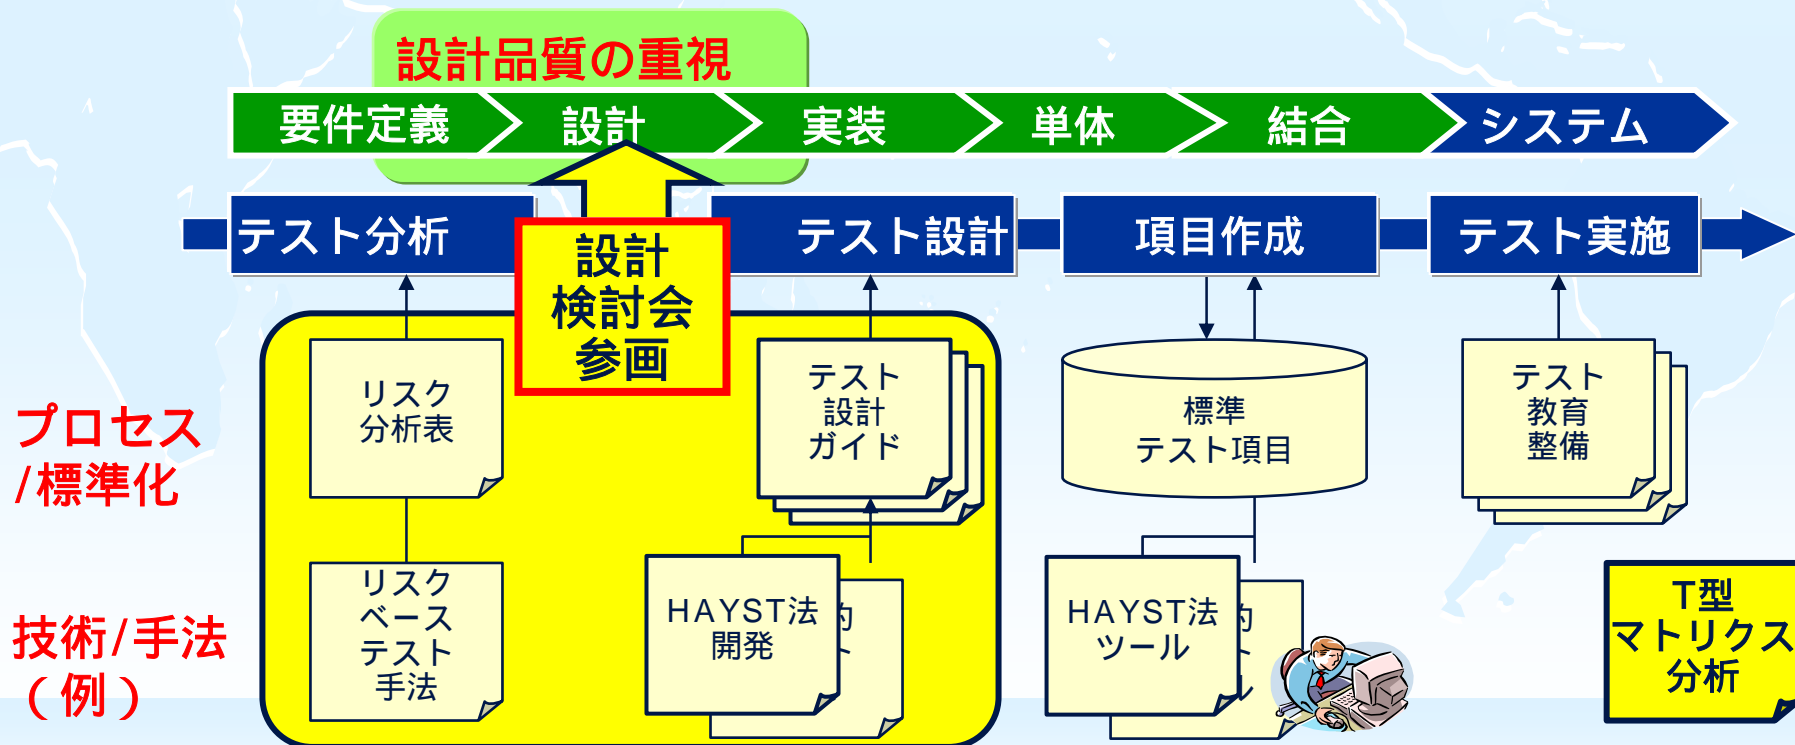 設計品質の重視
要件定義
設計
実装
単体
結合
システム
テスト分析
テスト設計
項目作成
テスト実施
設計
検討会
参画
プロセス
/標準化
リスク
分析表
テスト
設計
ガイド
標準
テスト項目
テスト
教育
整備
技術/手法
（例）
リスク
ベース
テスト
手法
HAYST法
開発
HAYST法
ツール
T型
マトリクス
分析